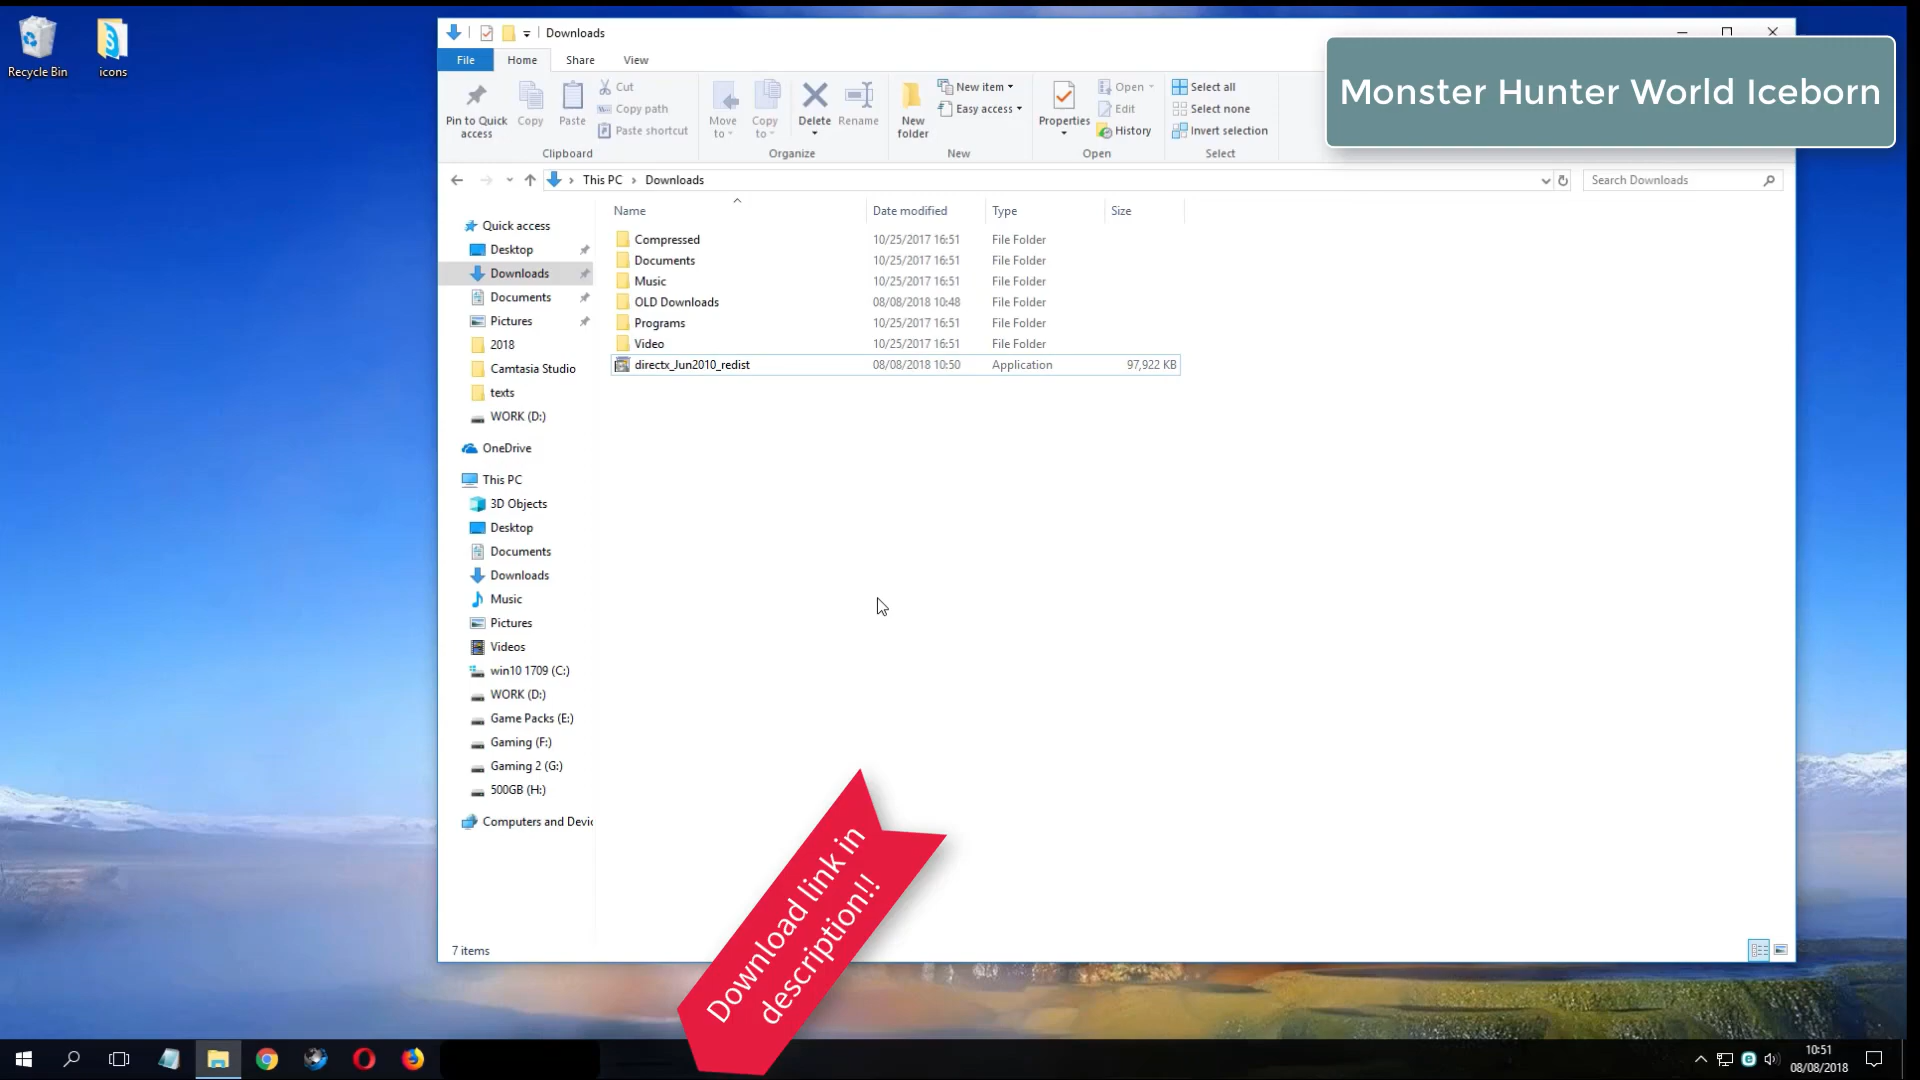 Recycle Bin
icons
Downloads
File
Home
Share
View
Pin to Quick access
Copy
Paste
Cut
Copy path
Paste shortcut
Clipboard
Move to
Copy to
Delete
Rename
Organize
New folder
New item
Easy access
New
Properties
Open
Edit
History
Open
Select all
Select none
Invert selection
Select
Monster Hunter World Iceborn
This PC > Downloads
Search Downloads
Name
Date modified
Type
Size
Compressed 10/25/2017 16:51 File Folder
Documents 10/25/2017 16:51 File Folder
Music 10/25/2017 16:51 File Folder
OLD Downloads 08/08/2018 10:48 File Folder
Programs 10/25/2017 16:51 File Folder
Video 10/25/2017 16:51 File Folder
directx_Jun2010_redist 08/08/2018 10:50 Application 97,922 KB
Quick access
Desktop
Downloads
Documents
Pictures
2018
Camtasia Studio
texts
WORK (D:)
OneDrive
This PC
3D Objects
Desktop
Documents
Downloads
Music
Pictures
Videos
win10 1709 (C:)
WORK (D:)
Game Packs (E:)
Gaming (F:)
Gaming 2 (G:)
500GB (H:)
Computers and Devic
7 items
Download link in
description!!
10:51
08/08/2018